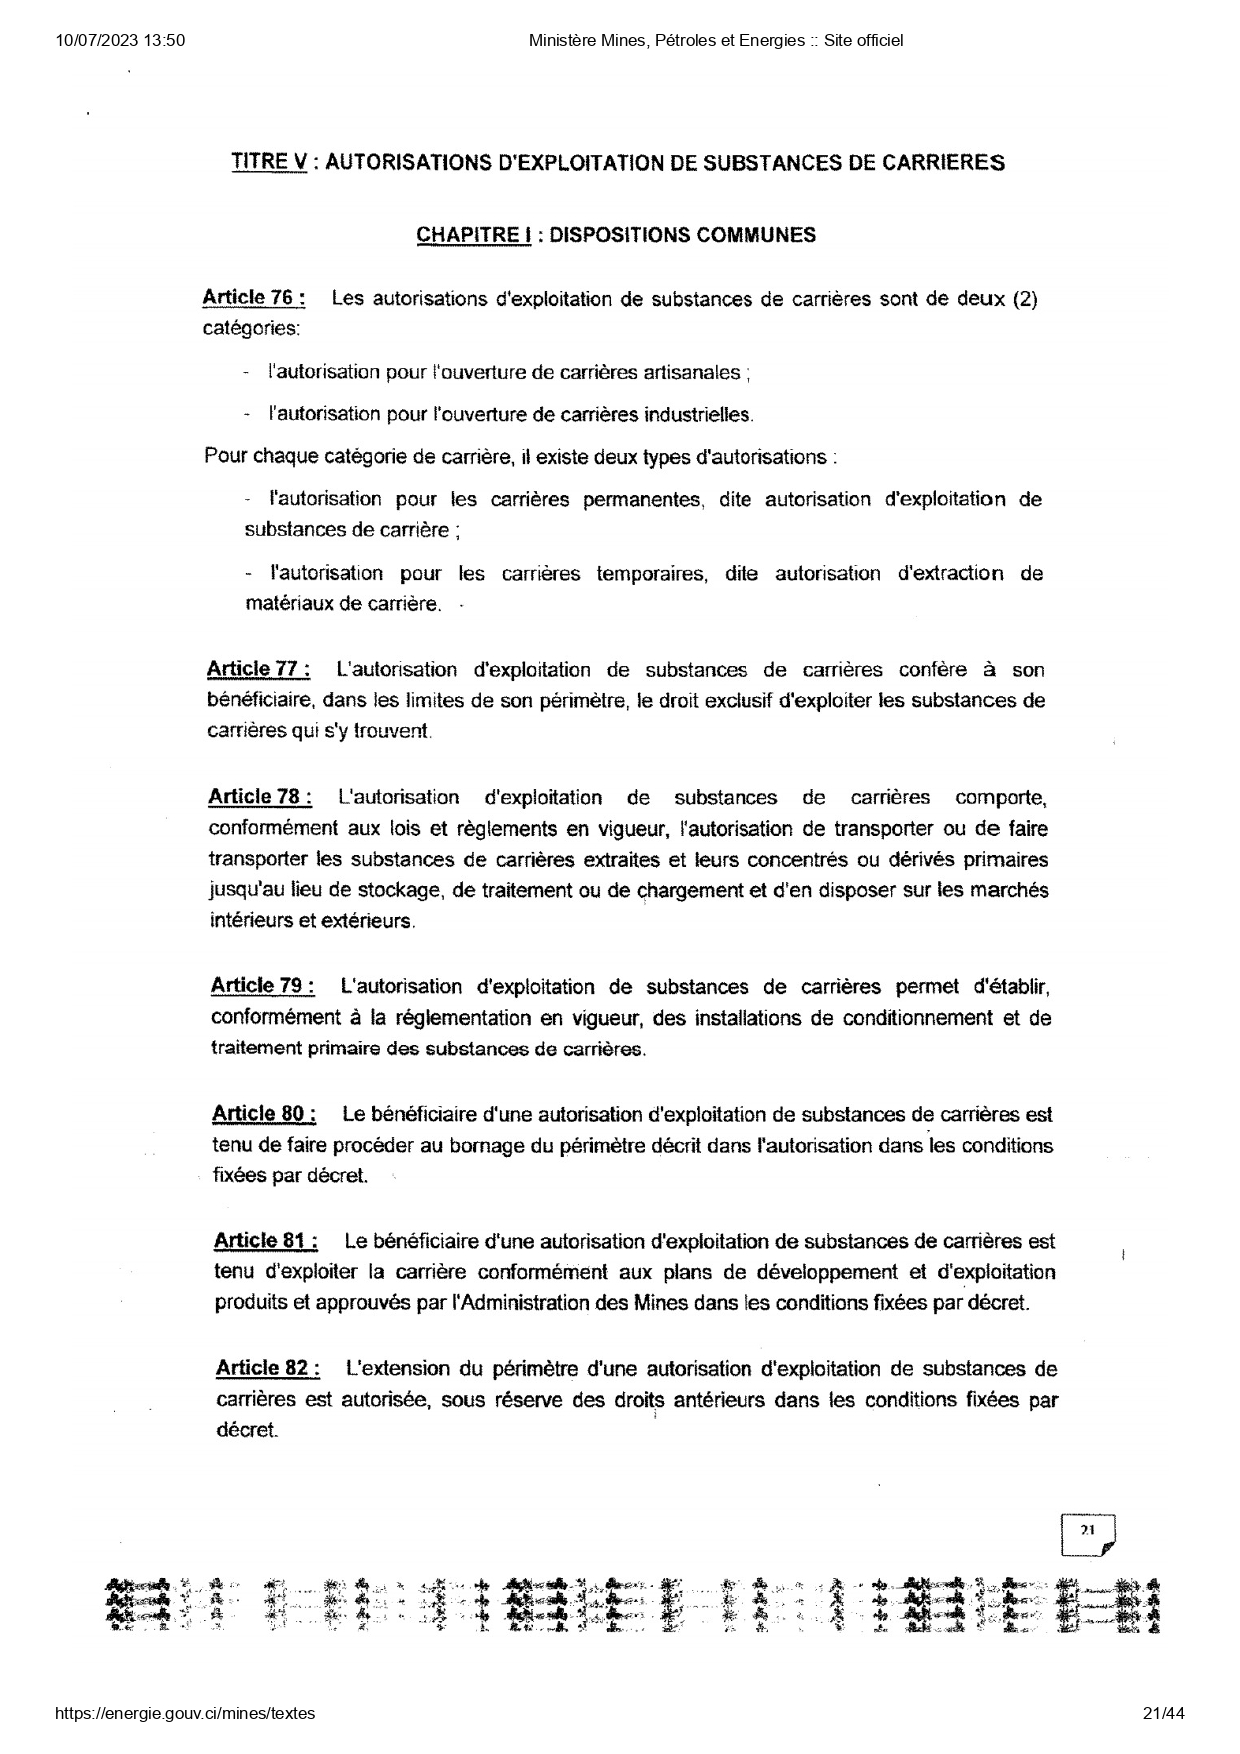 10/07/2023 13:50
Ministère Mines, Pétroles et Energies :: Site officiel
TITRE V : AUTORISATIONS D'EXPLOITATION DE SUBSTANCES DE CARRIERES
CHAPITRE I : DISPOSITIONS COMMUNES
Article 76 : Les autorisations d'exploitation de substances de carrières sont de deux (2)
catégories:
- l'autorisation pour l'ouverture de carrières artisanales ;
- l'autorisation pour l'ouverture de carrières industrielles.
Pour chaque catégorie de carrière, il existe deux types d'autorisations :
- l'autorisation pour les carrières permanentes, dite autorisation d'exploitation de
substances de carrière ;
- l'autorisation pour les carrières temporaires, dite autorisation d'extraction de
matériaux de carrière.
Article 77 : L'autorisation d'exploitation de substances de carrières confère à son
bénéficiaire, dans les limites de son périmètre, le droit exclusif d'exploiter les substances de
carrières qui s'y trouvent.
Article 78 : L'autorisation d'exploitation de substances de carrières comporte,
conformément aux lois et règlements en vigueur, l'autorisation de transporter ou de faire
transporter les substances de carrières extraites et leurs concentrés ou dérivés primaires
jusqu'au lieu de stockage, de traitement ou de chargement et d'en disposer sur les marchés
intérieurs et extérieurs.
Article 79 : L'autorisation d'exploitation de substances de carrières permet d'établir,
conformément à la réglementation en vigueur, des installations de conditionnement et de
traitement primaire des substances de carrières.
Article 80 : Le bénéficiaire d'une autorisation d'exploitation de substances de carrières est
tenu de faire procéder au bornage du périmètre décrit dans l'autorisation dans les conditions
fixées par décret.
Article 81 : Le bénéficiaire d'une autorisation d'exploitation de substances de carrières est
tenu d'exploiter la carrière conformément aux plans de développement et d'exploitation
produits et approuvés par l'Administration des Mines dans les conditions fixées par décret.
Article 82 : L'extension du périmètre d'une autorisation d'exploitation de substances de
carrières est autorisée, sous réserve des droits antérieurs dans les conditions fixées par
décret.
21
https://energie.gouv.ci/mines/textes
21/44